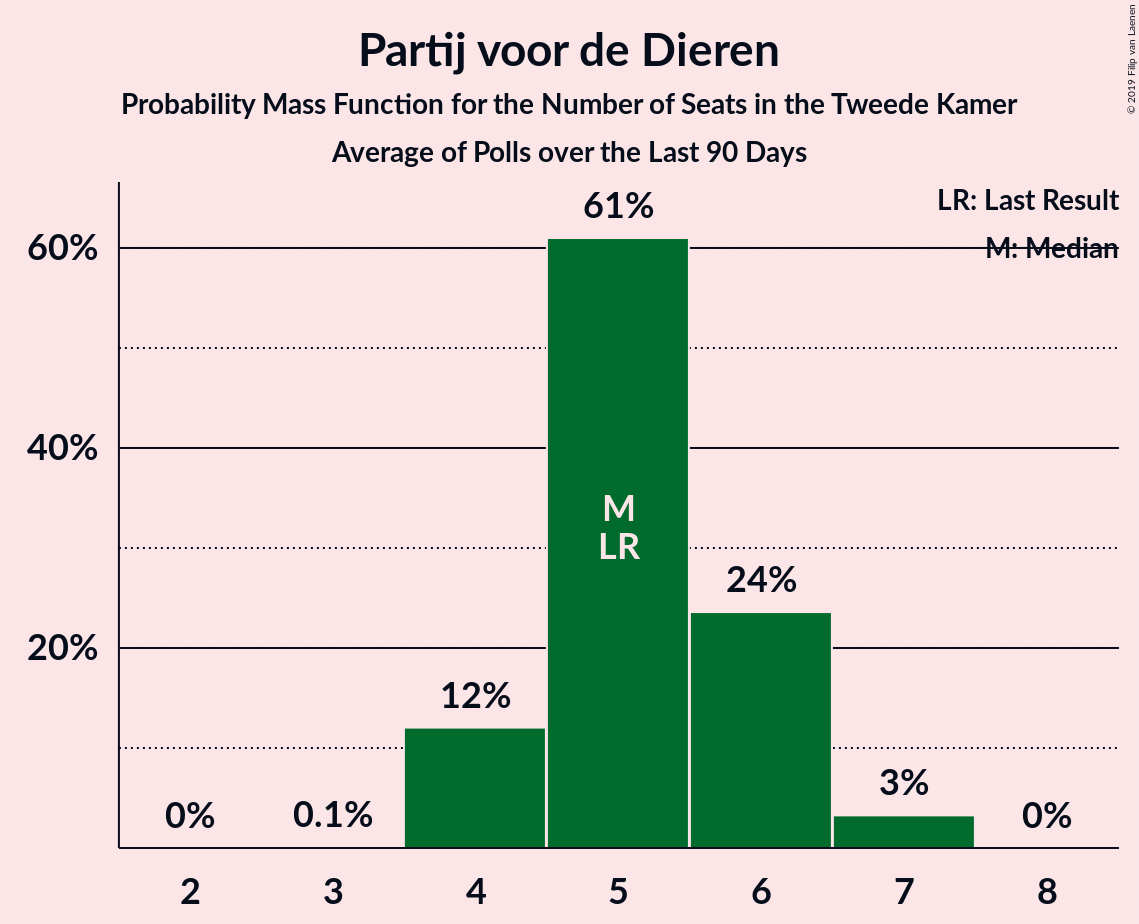 Partij voor de Dieren
Probability Mass Function for the Number of Seats in the Tweede Kamer
Average of Polls over the Last 90 Days
© 2019 Filip van Laenen
LR: Last Result
M: Median
60%
40%
20%
0%
0.1%
12%
61%
24%
3%
0%
M
LR
2
3
4
5
6
7
8